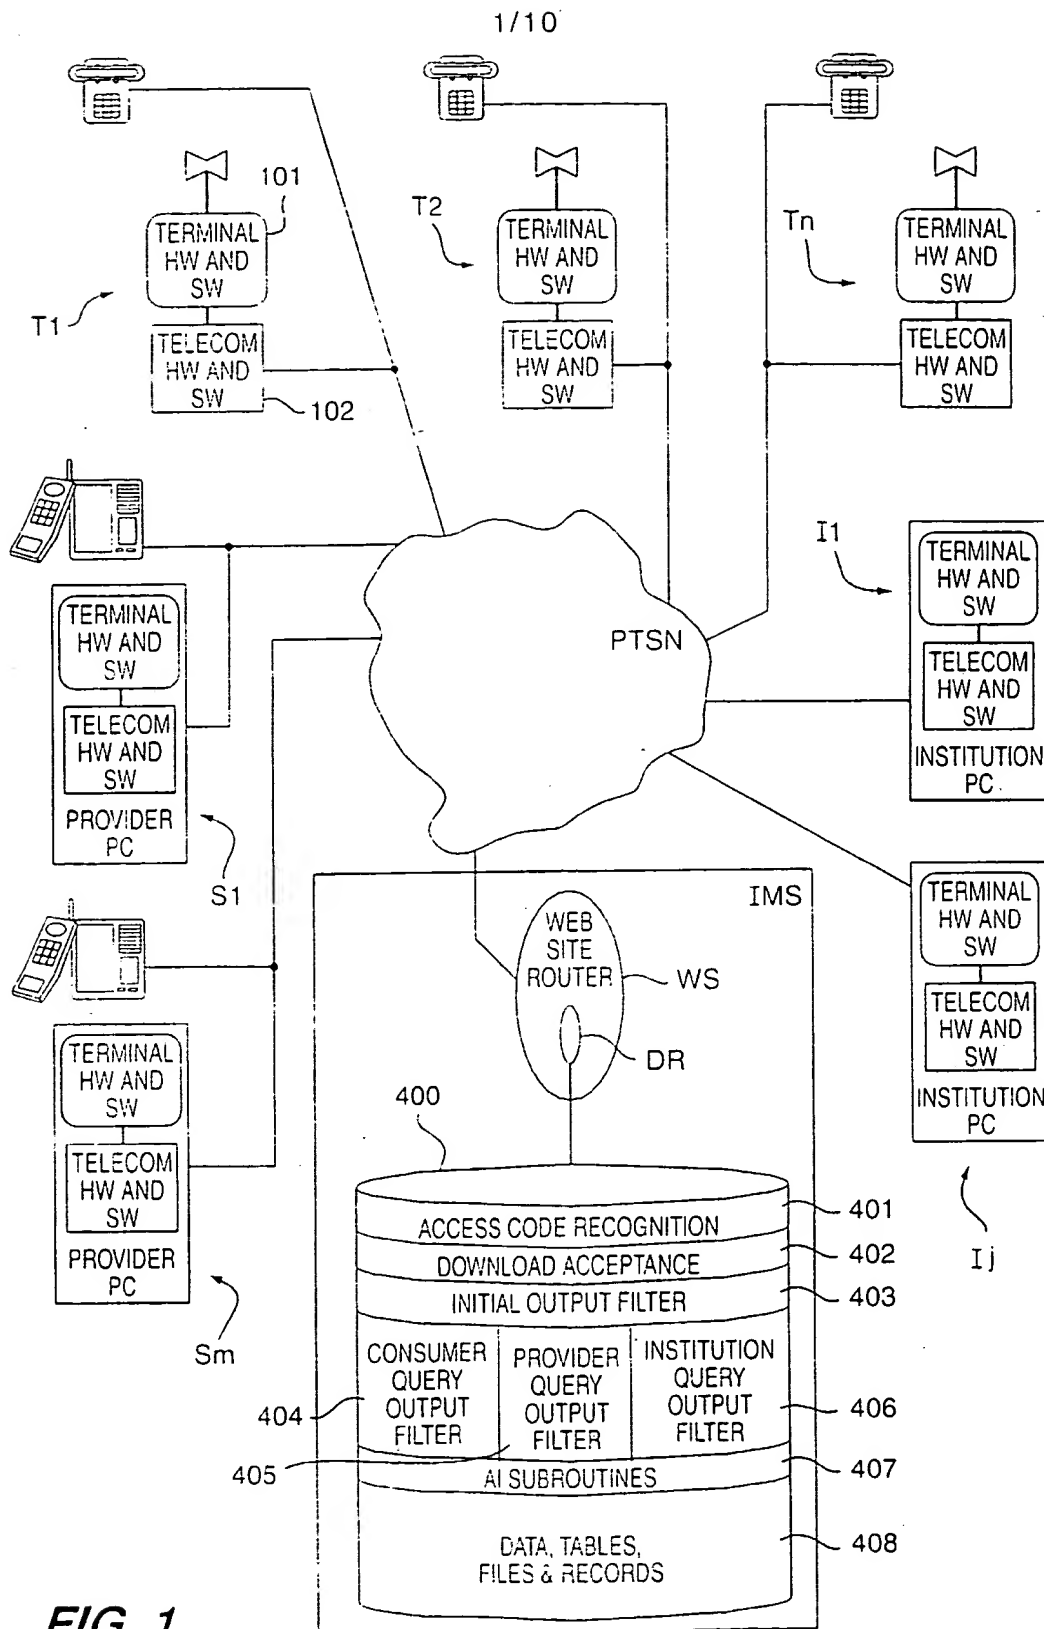 1/10
101
TERMINAL
HW AND
SW
T1
TELECOM
HW AND
SW
102
T2
TERMINAL
HW AND
SW
TELECOM
HW AND
SW
Tn
TERMINAL
HW AND
SW
TELECOM
HW AND
SW
TERMINAL
HW AND
SW
TELECOM
HW AND
SW
PROVIDER
PC
S1
PTSN
I1
TERMINAL
HW AND
SW
TELECOM
HW AND
SW
INSTITUTION
PC
TERMINAL
HW AND
SW
TELECOM
HW AND
SW
INSTITUTION
PC
Ij
TERMINAL
HW AND
SW
TELECOM
HW AND
SW
PROVIDER
PC
Sm
IMS
WEB
SITE
ROUTER
WS
DR
400
ACCESS CODE RECOGNITION
401
DOWNLOAD ACCEPTANCE
402
INITIAL OUTPUT FILTER
403
CONSUMER
QUERY
OUTPUT
FILTER
404
PROVIDER
QUERY
OUTPUT
FILTER
405
INSTITUTION
QUERY
OUTPUT
FILTER
406
AI SUBROUTINES
407
DATA, TABLES,
FILES & RECORDS
408
FIG. 1